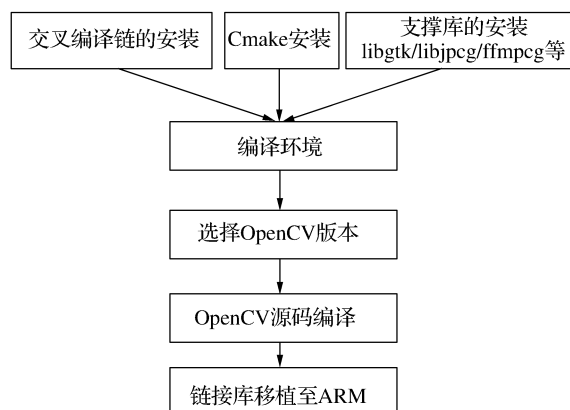 交叉编译链的安装
Cmake安装
支撑库的安装
libgtk/libjpcg/ffmpcg等
编译环境
选择OpenCV版本
OpenCV源码编译
链接库移植至ARM